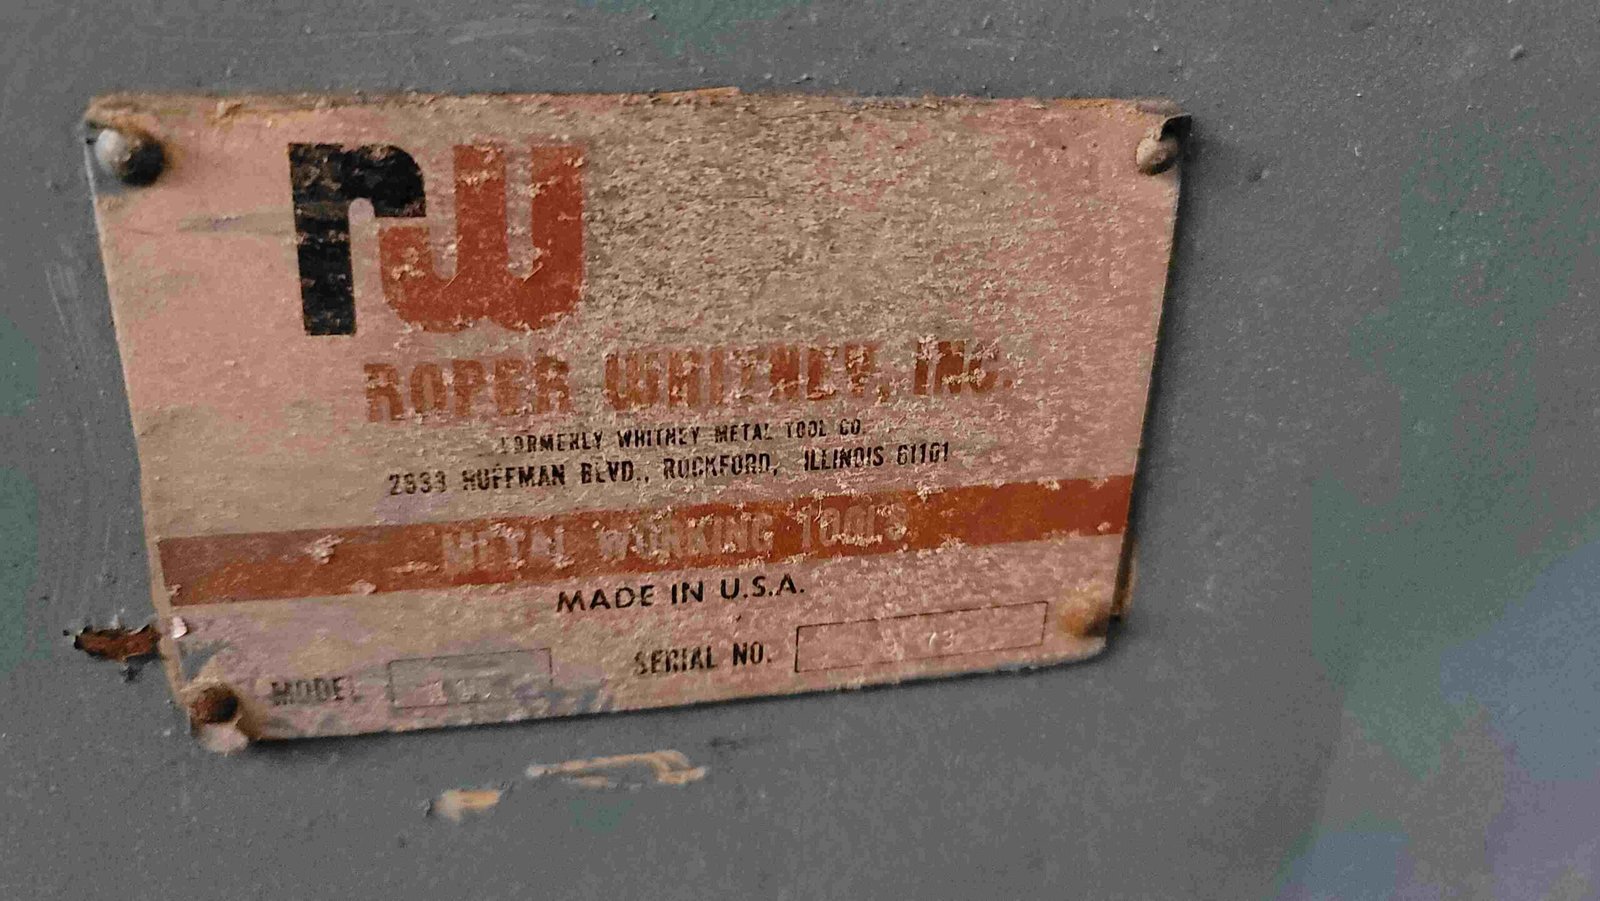 rw
ROPER WHITNEY, INC.
FORMERLY WHITNEY METAL TOOL CO.
2833 HUFFMAN BLVD., ROCKFORD, ILLINOIS 61101
METAL WORKING TOOLS
MADE IN U.S.A.
MODEL
SERIAL NO.